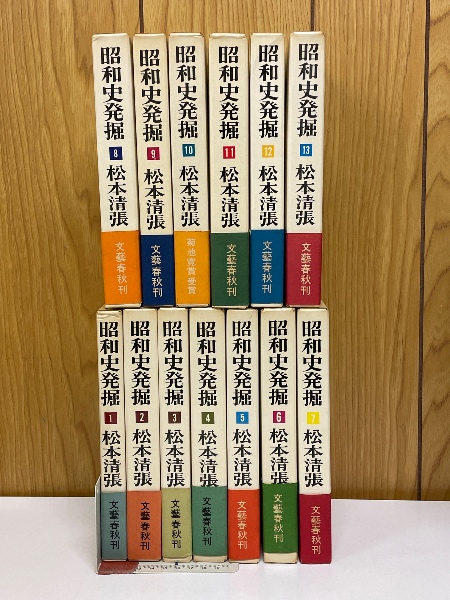 昭和史発掘 8 松本清張 文藝春秋刊
昭和史発掘 9 松本清張 文藝春秋刊
昭和史発掘 10 松本清張 菊池寛賞受賞
昭和史発掘 11 松本清張 文藝春秋刊
昭和史発掘 12 松本清張 文藝春秋刊
昭和史発掘 13 松本清張 文藝春秋刊
昭和史発掘 1 松本清張 文藝春秋刊
昭和史発掘 2 松本清張 文藝春秋刊
昭和史発掘 3 松本清張 文藝春秋刊
昭和史発掘 4 松本清張 文藝春秋刊
昭和史発掘 5 松本清張 文藝春秋刊
昭和史発掘 6 松本清張 文藝春秋刊
昭和史発掘 7 松本清張 文藝春秋刊